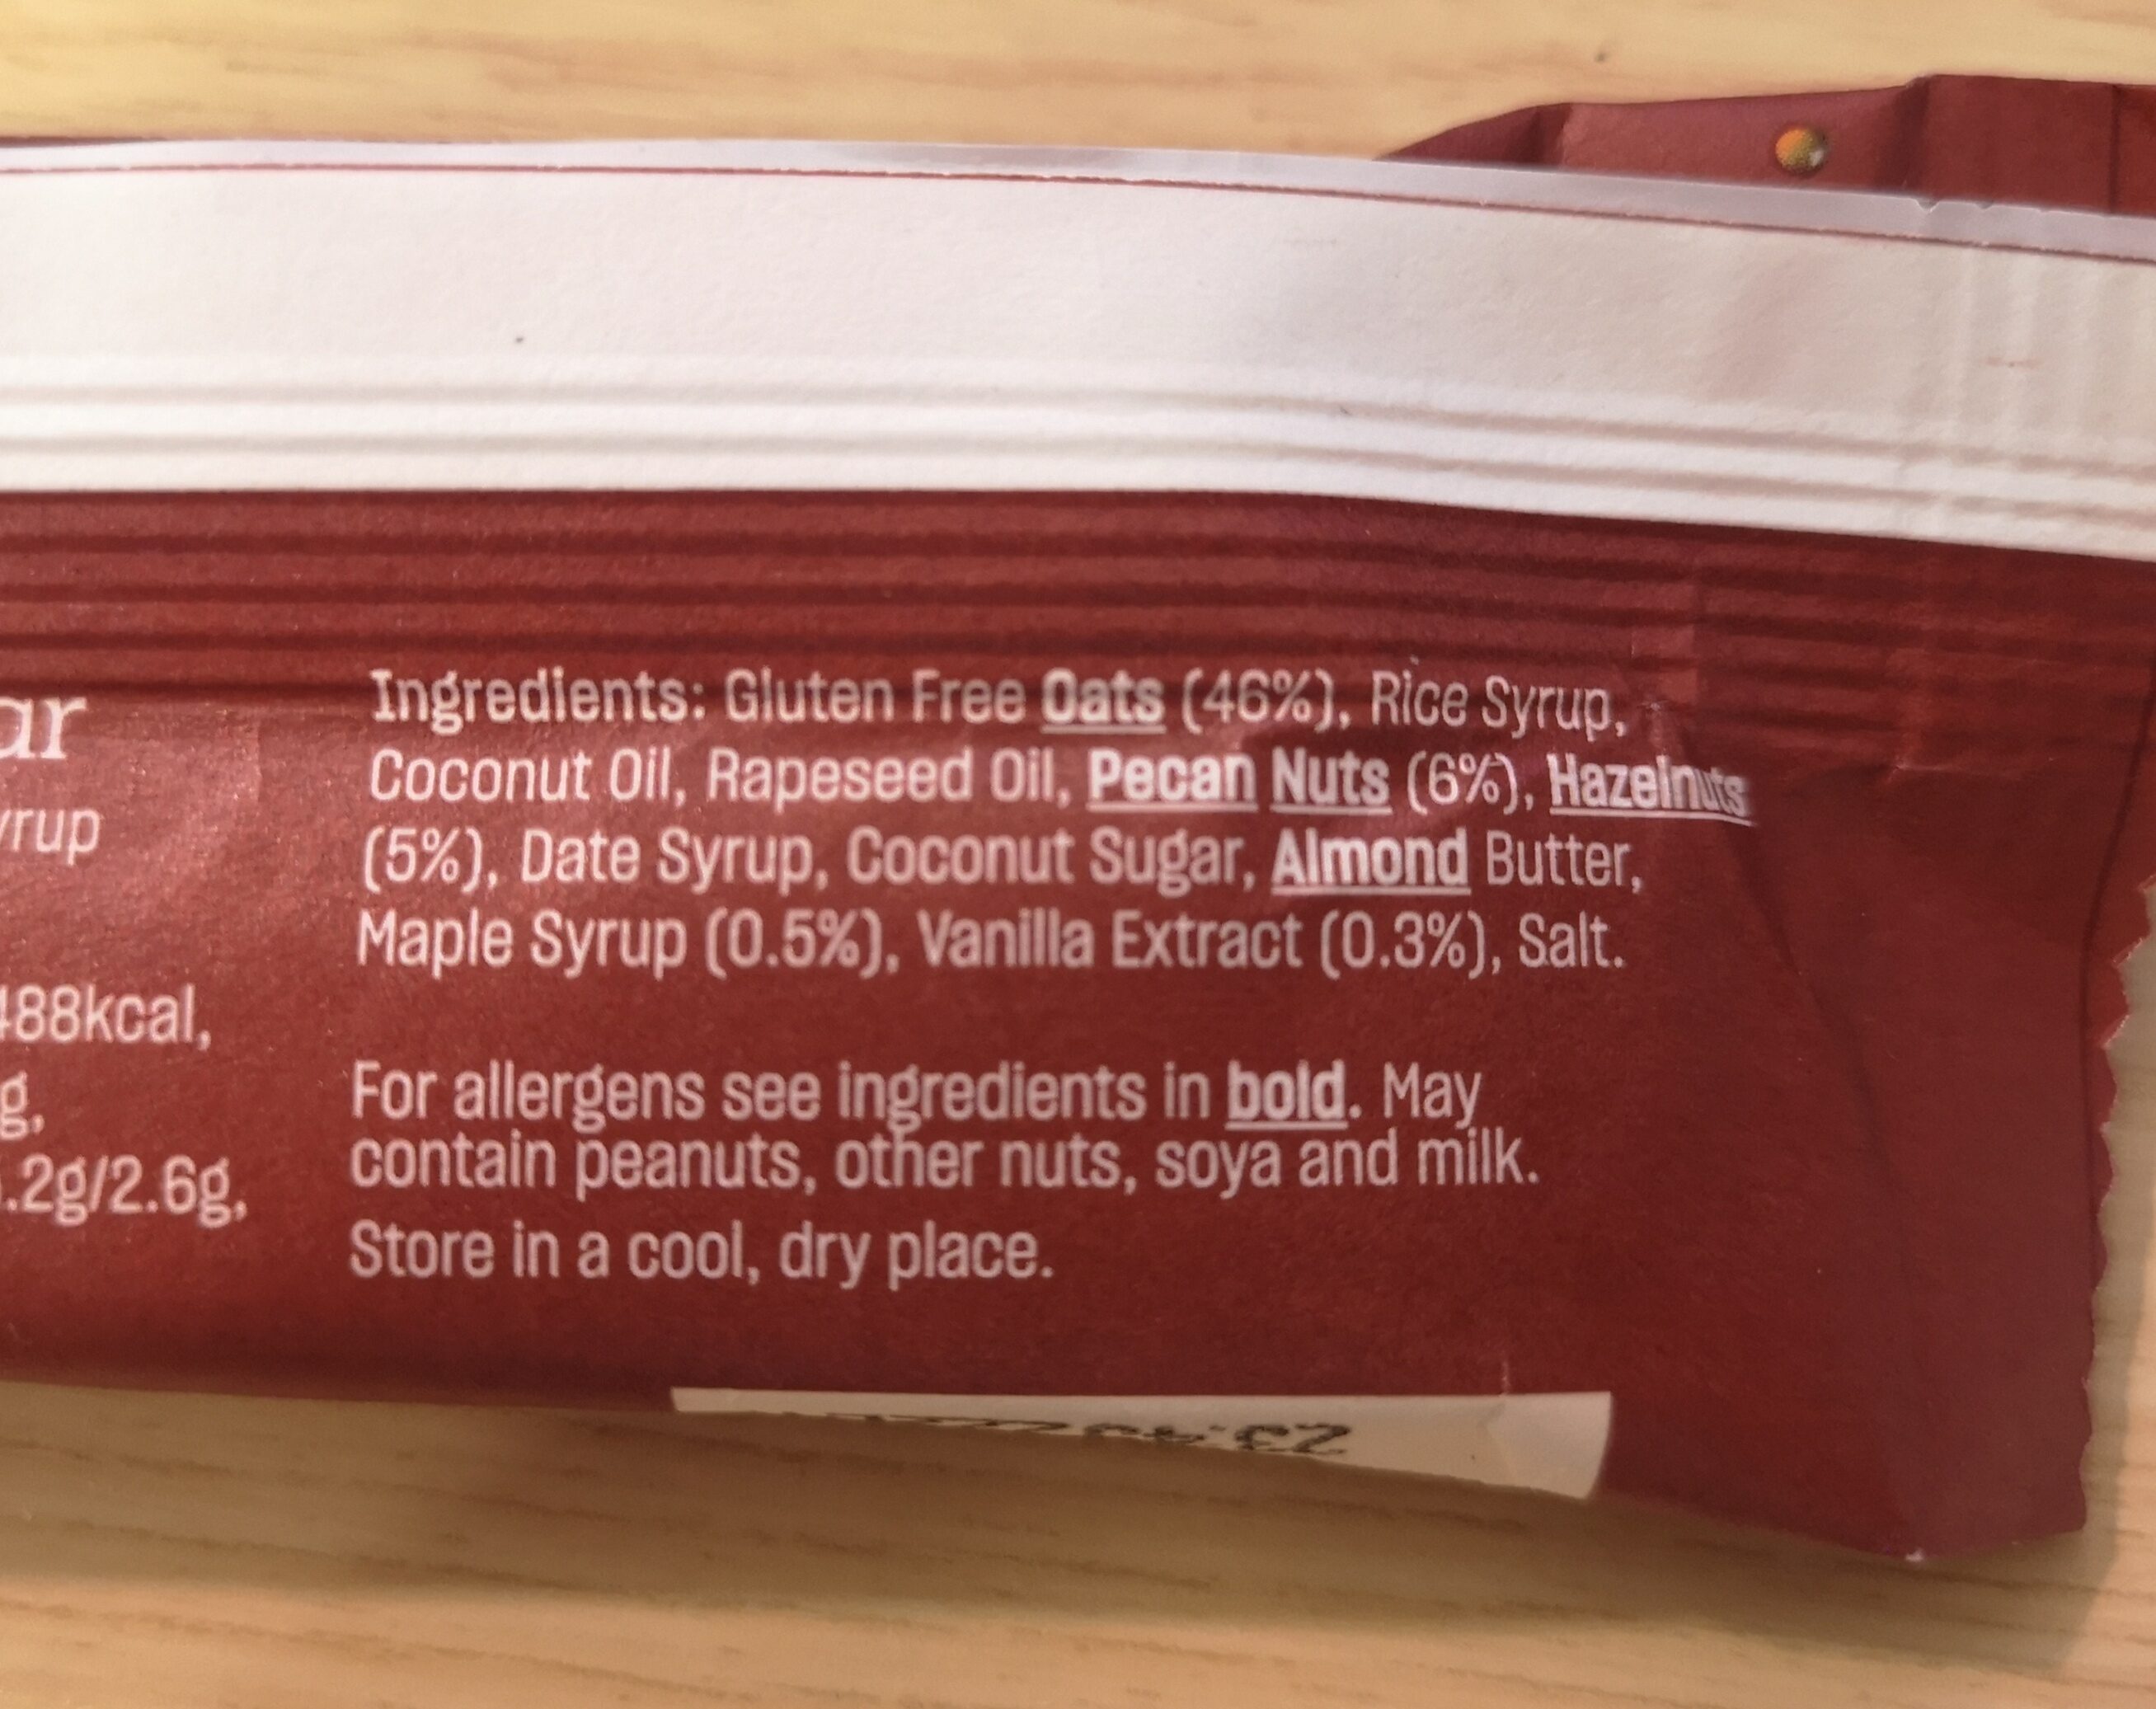 ar
yrup
488kcal,
g,
.2g/2.6g,
Ingredients: Gluten Free Oats (46%), Rice Syrup,
Coconut Oil, Rapeseed Oil, Pecan Nuts (6%), Hazelnuts
(5%), Date Syrup, Coconut Sugar, Almond Butter,
Maple Syrup (0.5%), Vanilla Extract (0.3%), Salt.
For allergens see ingredients in bold. May
contain peanuts, other nuts, soya and milk.
Store in a cool, dry place.